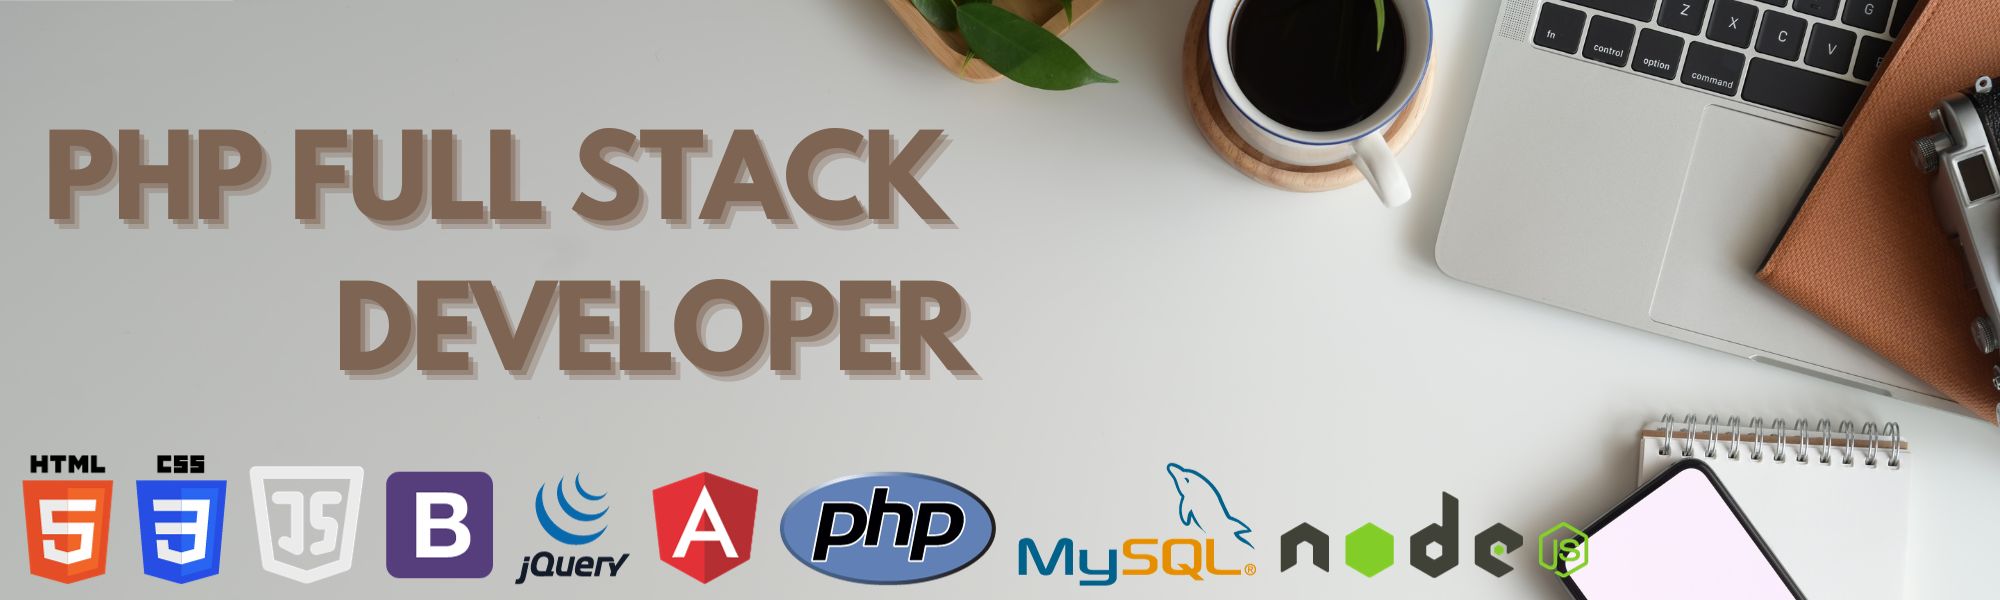 Z X C V G
fn control option command
PHP FULL STACK
DEVELOPER
HTML CSS
5 3 JS B jQuery A php MySQL® node JS